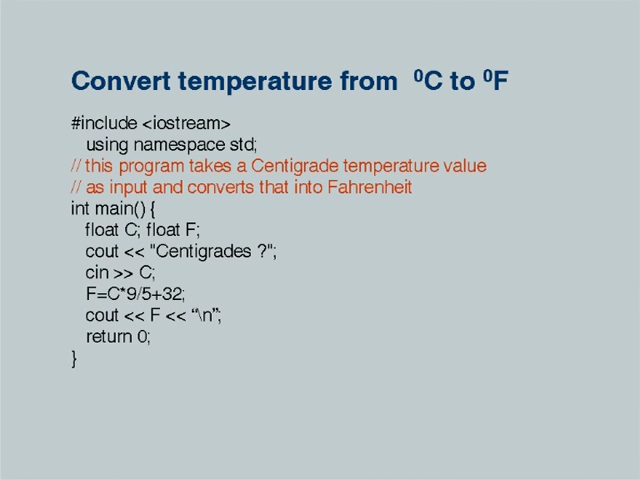 Convert temperature from ⁰C to ⁰F
#include <iostream>
using namespace std;
// this program takes a Centigrade temperature value
// as input and converts that into Fahrenheit
int main() {
float C; float F;
cout << "Centigrades ?";
cin >> C;
F=C*9/5+32;
cout << F << “\n”;
return 0;
}